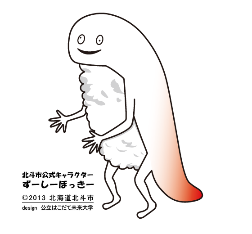 北斗市公式キャラクター
ずーしーほっきー
©2013 北海道北斗市
design 公立はこだて未来大学